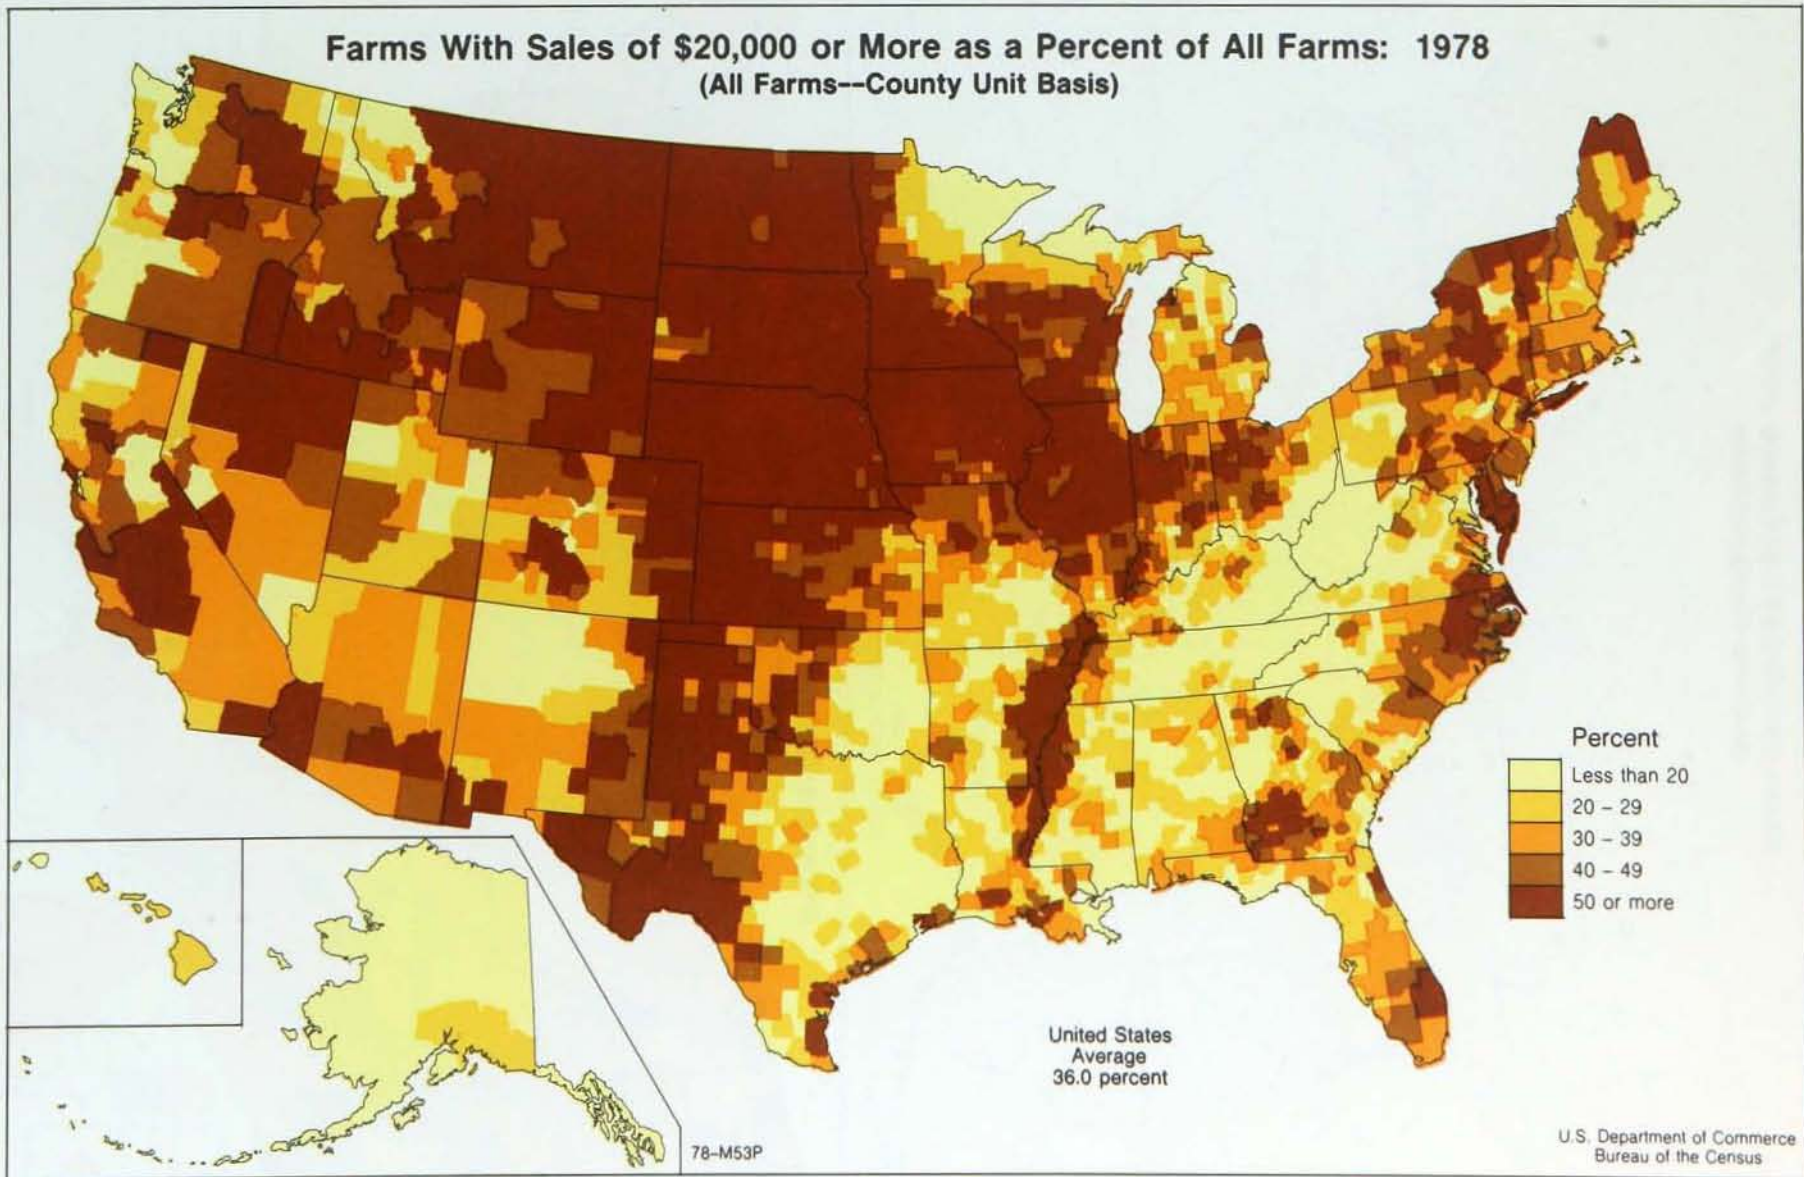 Farms With Sales of $20,000 or More as a Percent of All Farms: 1978
(All Farms--County Unit Basis)
Percent
Less than 20
20 - 29
30 - 39
40 - 49
50 or more
United States
Average
36.0 percent
78-M53P
U.S. Department of Commerce
Bureau of the Census